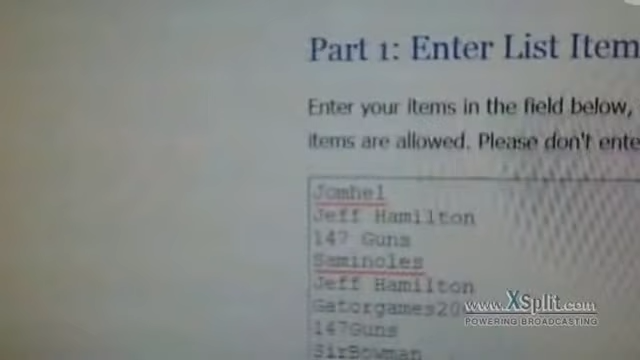 Part 1: Enter List Item
Enter your items in the field below,
items are allowed. Please don't ente
Jomhel
Jeff Hamilton
147 Guns
Saminoles
Jeff Hamilton
Gatorgames20
147Guns
SirBowman
www.XSplit.com
POWERING BROADCASTING